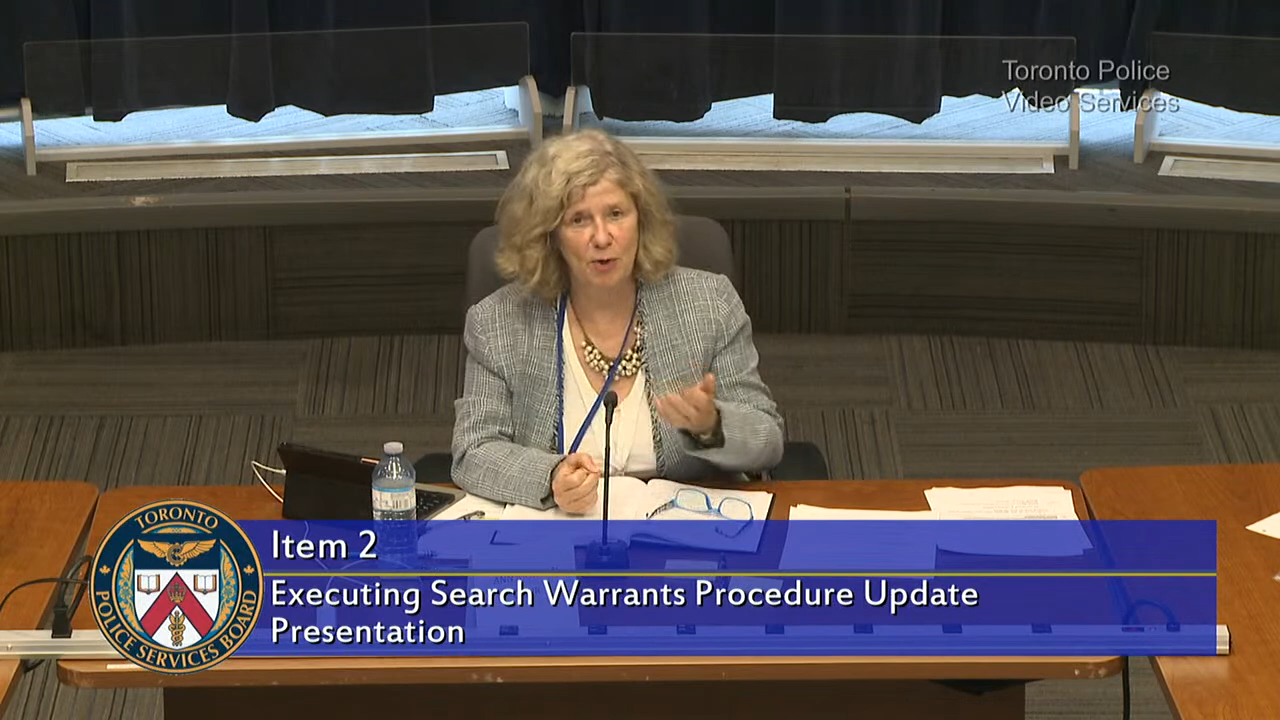 Toronto Police
Video Services
Item 2
Executing Search Warrants Procedure Update
Presentation
TORONTO
POLICE SERVICES BOARD